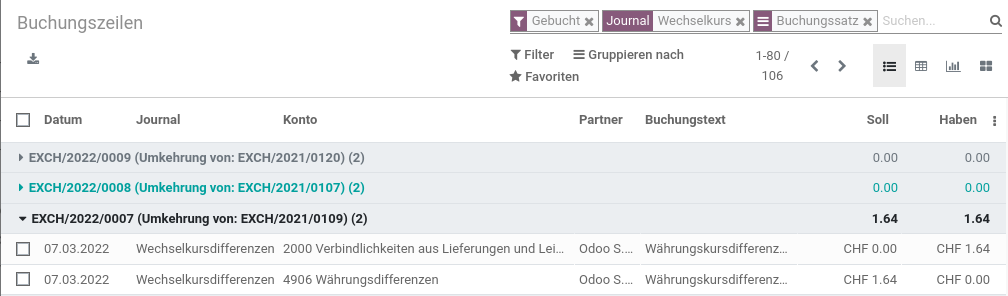 Buchungszeilen
Gebucht Journal Wechselkurs Buchungssatz Suchen...
Filter Gruppieren nach
Favoriten
1-80 /
106
Datum Journal Konto Partner Buchungstext Soll Haben
EXCH/2022/0009 (Umkehrung von: EXCH/2021/0120) (2) 0.00 0.00
EXCH/2022/0008 (Umkehrung von: EXCH/2021/0107) (2) 0.00 0.00
EXCH/2022/0007 (Umkehrung von: EXCH/2021/0109) (2) 1.64 1.64
07.03.2022 Wechselkursdifferenzen 2000 Verbindlichkeiten aus Lieferungen und Lei... Odoo S.... Währungskursdifferenz... CHF 0.00 CHF 1.64
07.03.2022 Wechselkursdifferenzen 4906 Währungsdifferenzen Odoo S.... Währungskursdifferenz... CHF 1.64 CHF 0.00